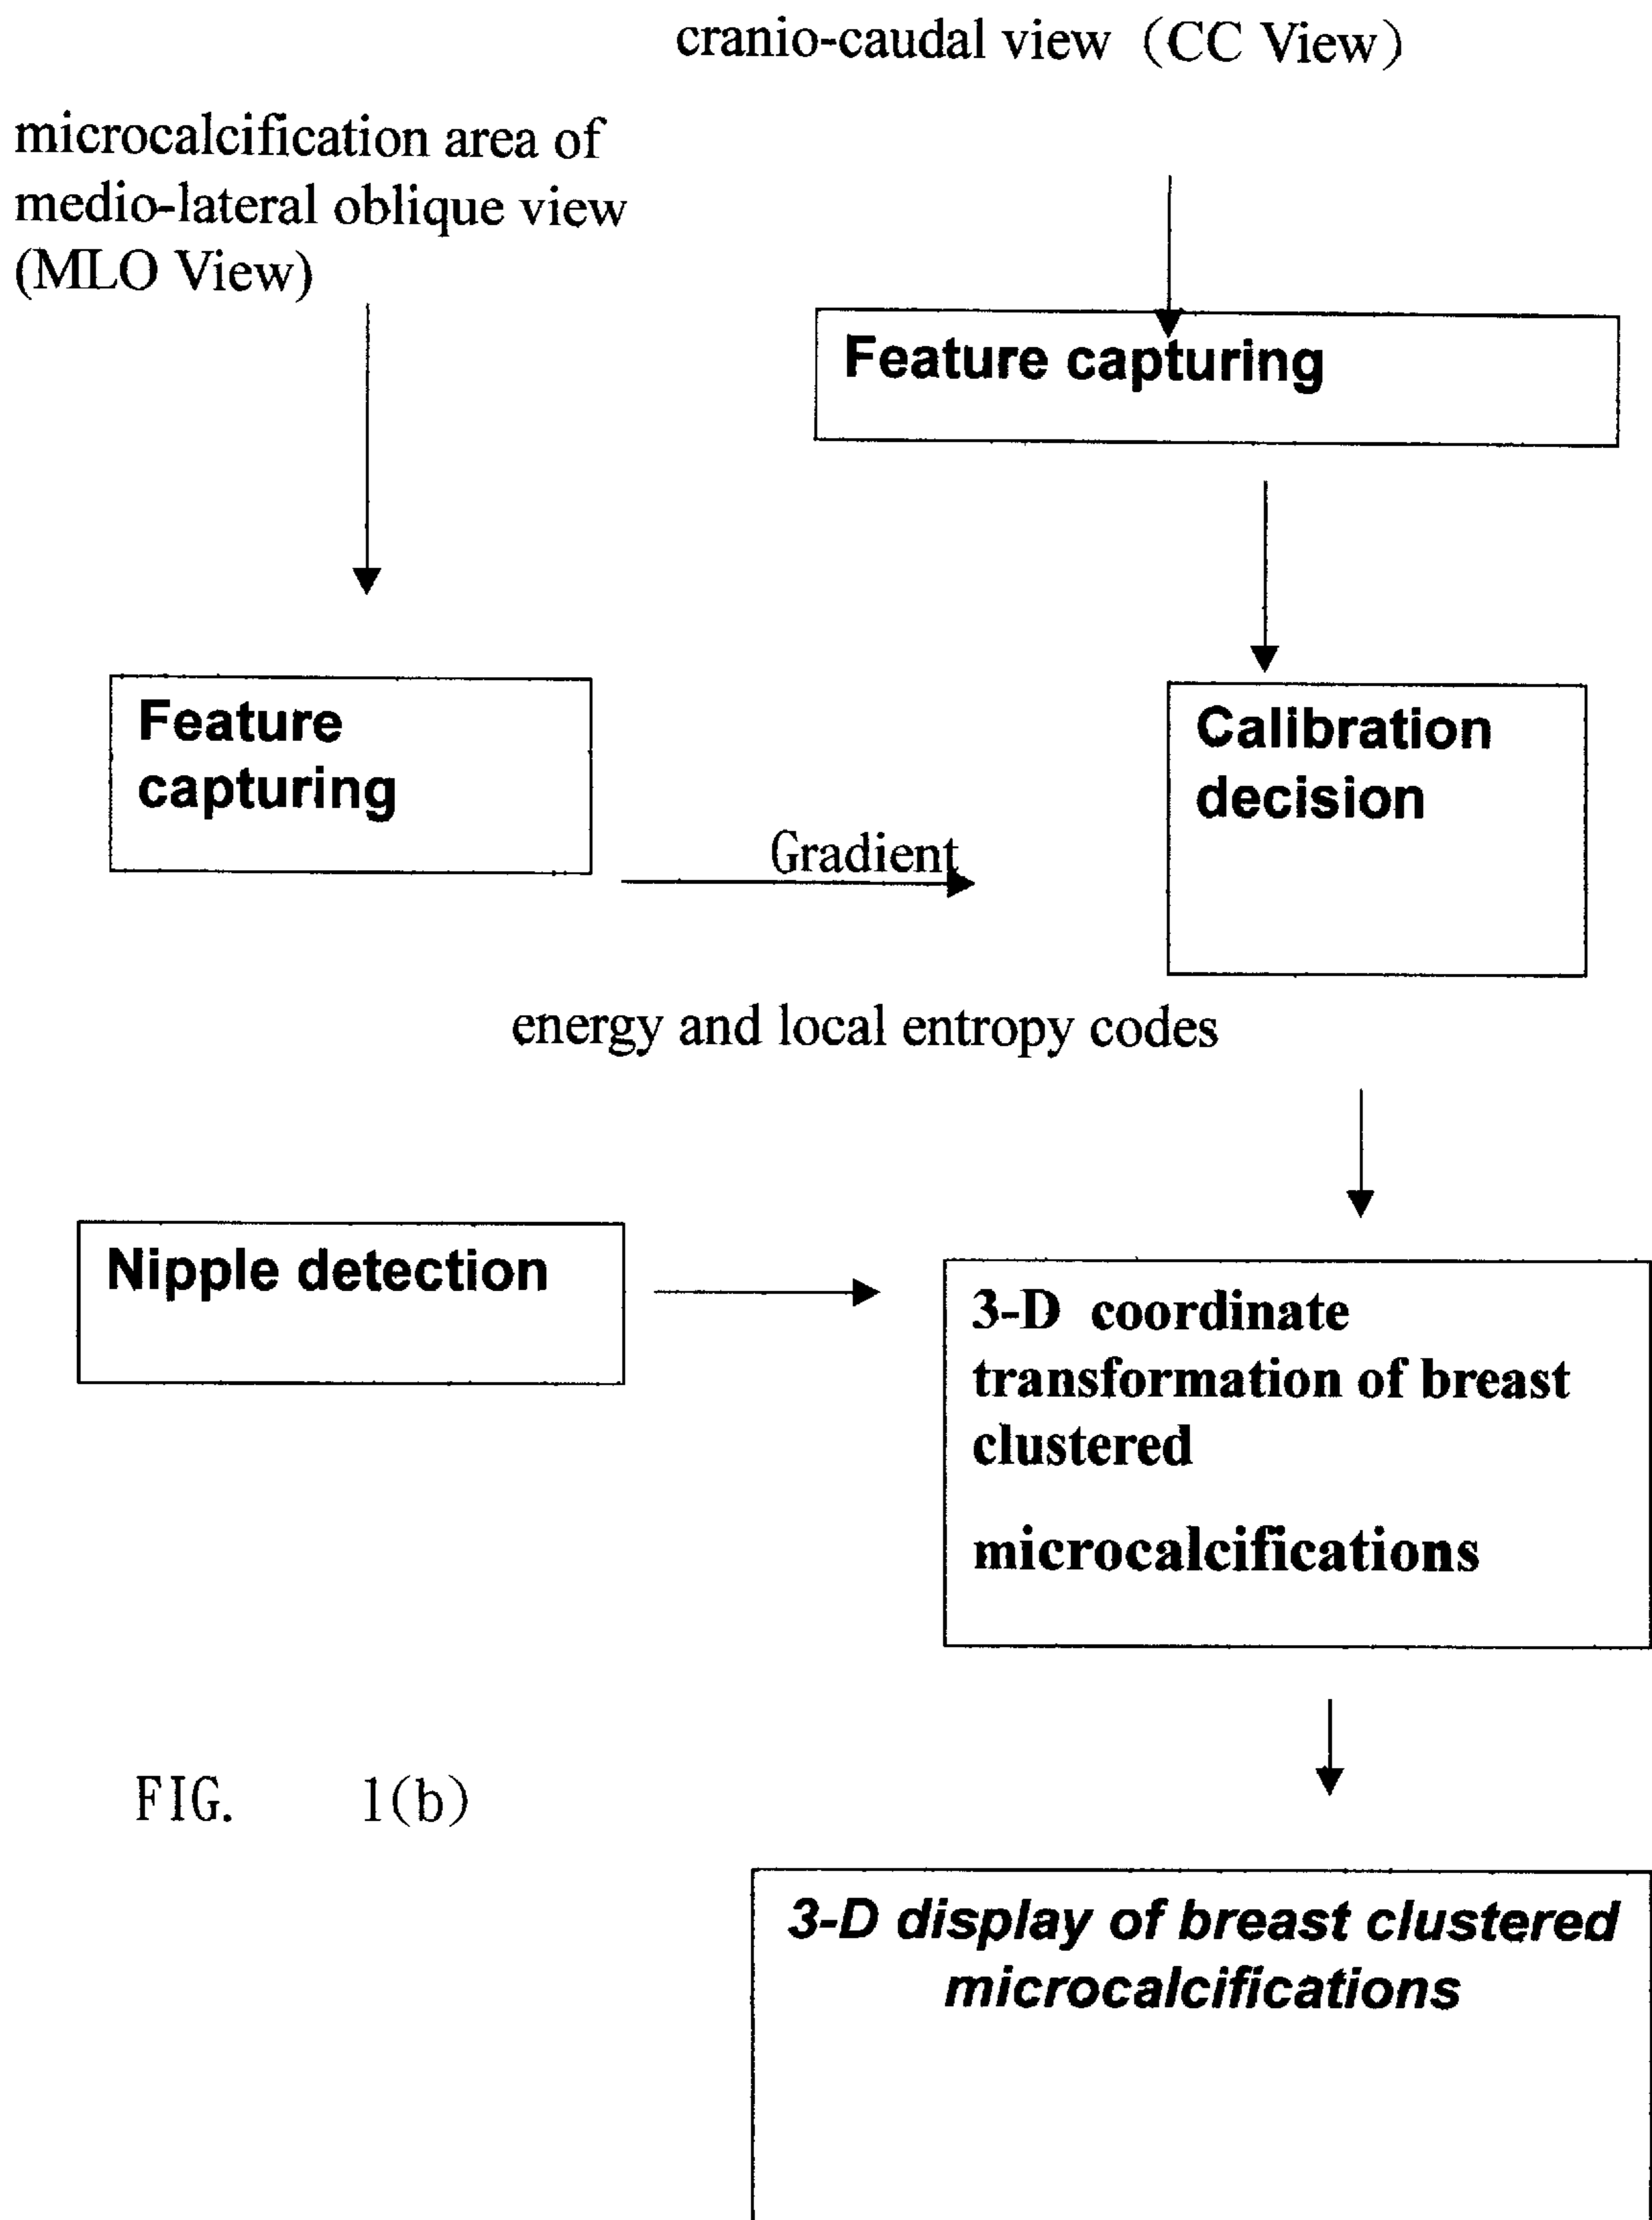 cranio-caudal view (CC View)
microcalcification area of
medio-lateral oblique view
(MLO View)
Feature capturing
Feature
capturing
Calibration
decision
Gradient
energy and local entropy codes
Nipple detection
3-D coordinate
transformation of breast
clustered
microcalcifications
FIG. 1(b)
3-D display of breast clustered
microcalcifications